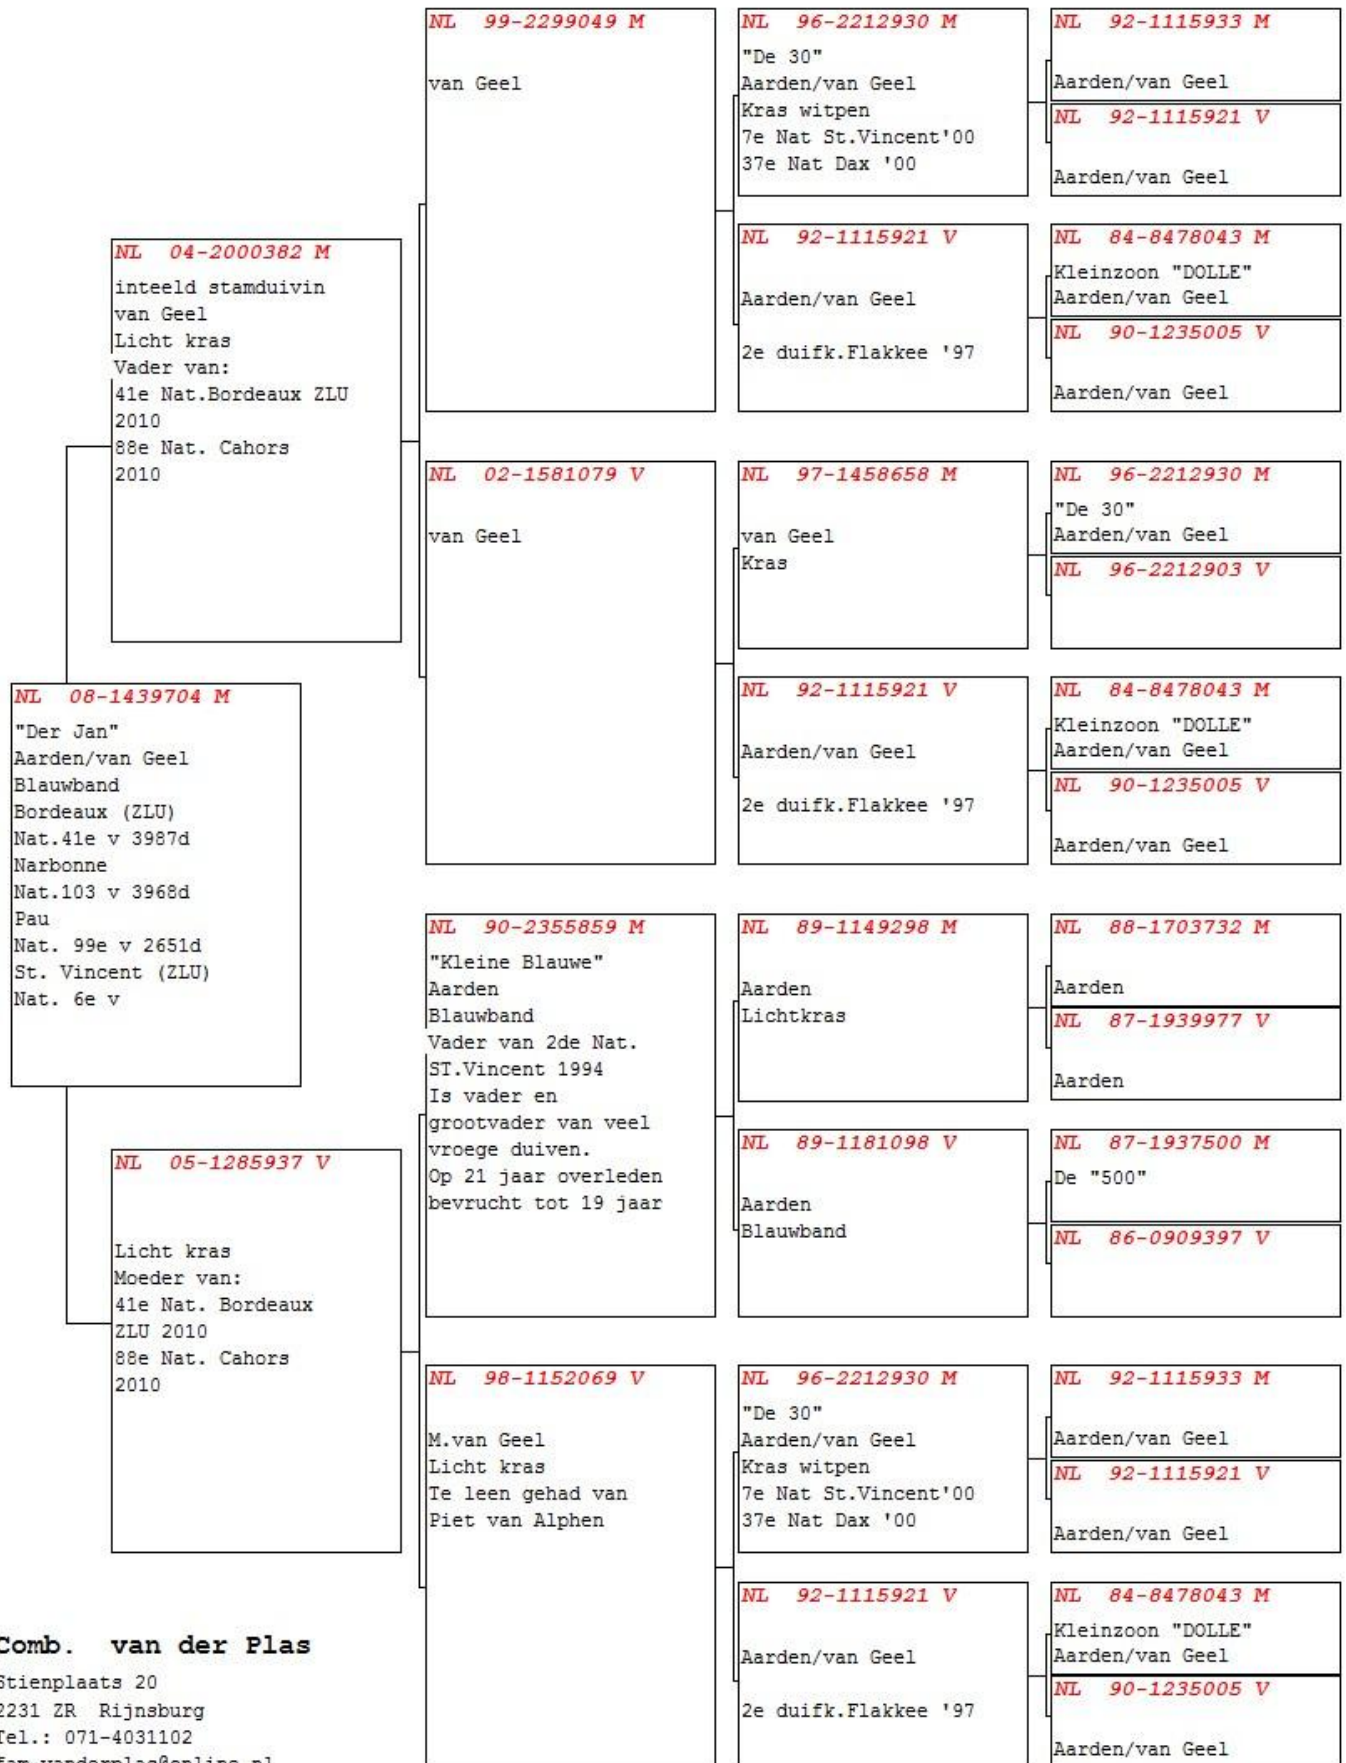 NL 08-1439704 M
"Der Jan"
Aarden/van Geel
Blauwband
Bordeaux (ZLU)
Nat.41e v 3987d
Narbonne
Nat.103 v 3968d
Pau
Nat. 99e v 2651d
St. Vincent (ZLU)
Nat. 6e v
NL 04-2000382 M
inteeld stamduivin
van Geel
Licht kras
Vader van:
41e Nat.Bordeaux ZLU
2010
88e Nat. Cahors
2010
NL 05-1285937 V
Licht kras
Moeder van:
41e Nat. Bordeaux
ZLU 2010
88e Nat. Cahors
2010
NL 99-2299049 M
van Geel
NL 02-1581079 V
van Geel
NL 90-2355859 M
"Kleine Blauwe"
Aarden
Blauwband
Vader van 2de Nat.
ST.Vincent 1994
Is vader en
grootvader van veel
vroege duiven.
Op 21 jaar overleden
bevrucht tot 19 jaar
NL 98-1152069 V
M.van Geel
Licht kras
Te leen gehad van
Piet van Alphen
NL 96-2212930 M
"De 30"
Aarden/van Geel
Kras witpen
7e Nat St.Vincent'00
37e Nat Dax '00
NL 92-1115921 V
Aarden/van Geel
2e duifk.Flakkee '97
NL 97-1458658 M
van Geel
Kras
NL 92-1115921 V
Aarden/van Geel
2e duifk.Flakkee '97
NL 89-1149298 M
Aarden
Lichtkras
NL 89-1181098 V
Aarden
Blauwband
NL 96-2212930 M
"De 30"
Aarden/van Geel
Kras witpen
7e Nat St.Vincent'00
37e Nat Dax '00
NL 92-1115921 V
Aarden/van Geel
2e duifk.Flakkee '97
NL 92-1115933 M
Aarden/van Geel
NL 92-1115921 V
Aarden/van Geel
NL 84-8478043 M
Kleinzoon "DOLLE"
Aarden/van Geel
NL 90-1235005 V
Aarden/van Geel
NL 96-2212930 M
"De 30"
Aarden/van Geel
NL 96-2212903 V
NL 84-8478043 M
Kleinzoon "DOLLE"
Aarden/van Geel
NL 90-1235005 V
Aarden/van Geel
NL 88-1703732 M
Aarden
NL 87-1939977 V
Aarden
NL 87-1937500 M
De "500"
NL 86-0909397 V
NL 92-1115933 M
Aarden/van Geel
NL 92-1115921 V
Aarden/van Geel
NL 84-8478043 M
Kleinzoon "DOLLE"
Aarden/van Geel
NL 90-1235005 V
Aarden/van Geel
Comb. van der Plas
Stienplaats 20
2231 ZR Rijnsburg
Tel.: 071-4031102